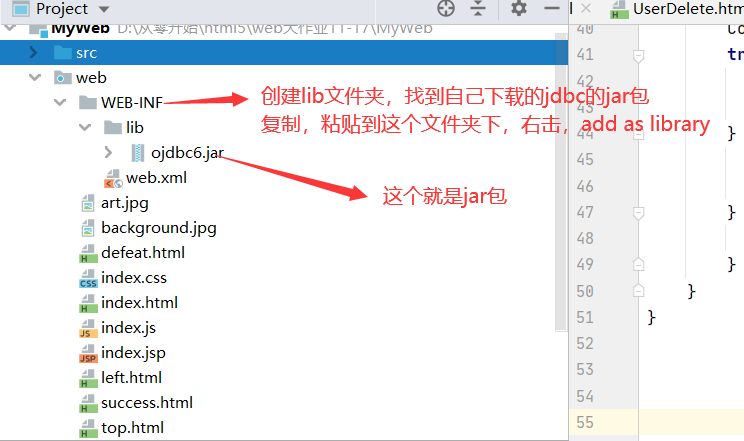 Project
UserDelete.htm
MyWeb D:\从零开始\html5\web大作业11-17\MyWeb
src
web
WEB-INF
创建lib文件夹，找到自己下载的jdbc的jar包
复制，粘贴到这个文件夹下，右击，add as library
lib
ojdbc6.jar
web.xml
这个就是jar包
art.jpg
background.jpg
defeat.html
index.css
index.html
index.js
index.jsp
left.html
success.html
top.html
40 Co
41 tr
42
43
44 }
45
46
47 }
48
49 }
50 }
51 }
52
53
54
55